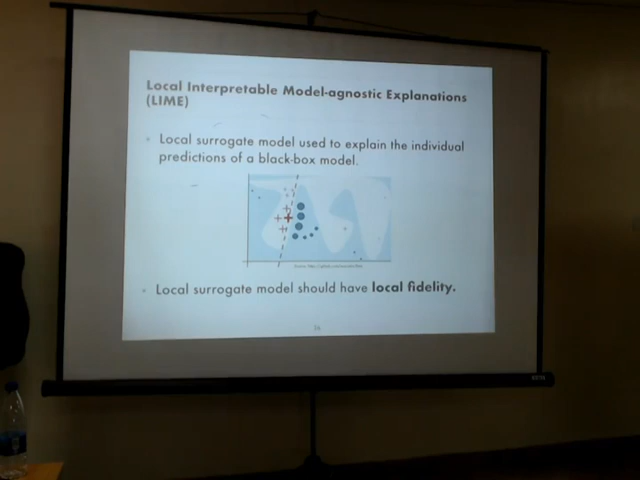 Local Interpretable Model-agnostic Explanations
(LIME)
Local surrogate model used to explain the individual
predictions of a black-box model.
Local surrogate model should have local fidelity.